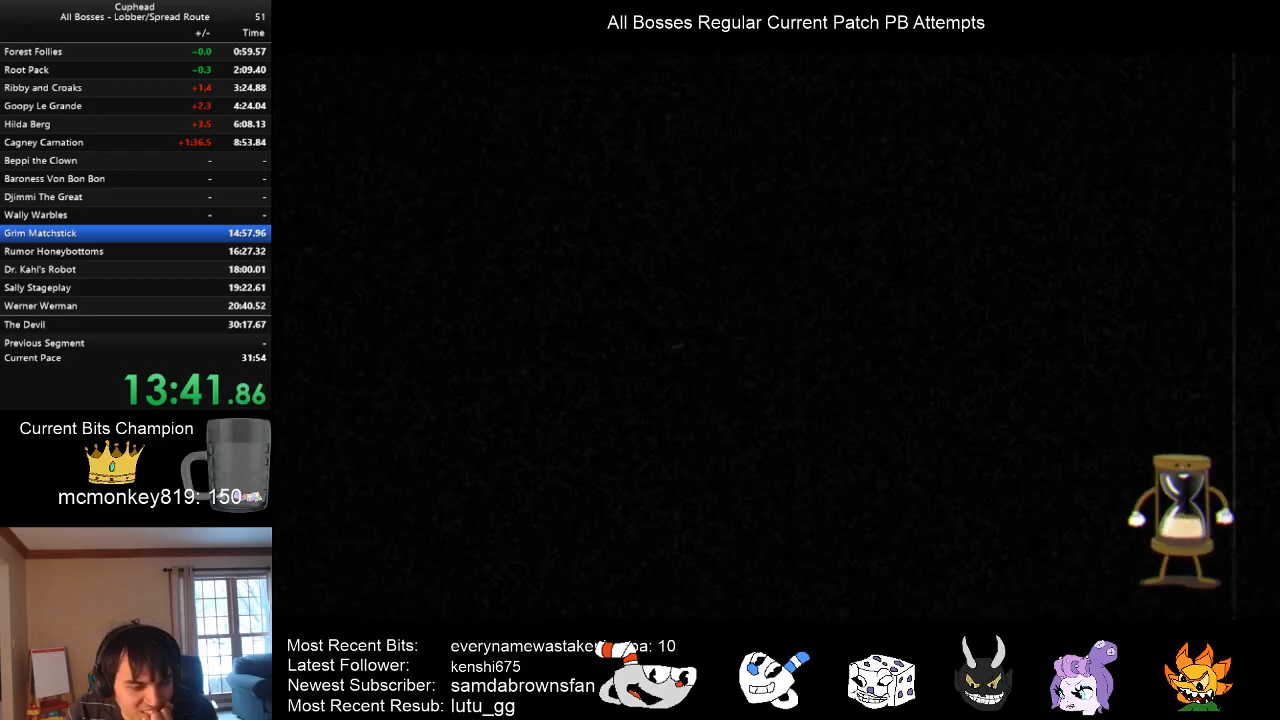 Cuphead
All Bosses - Lobber/Spread Route 51
+/- Time
Forest Follies -0.0 0:59.57
Root Pack -0.3 2:09.40
Ribby and Croaks +1.4 3:24.88
Goopy Le Grande +2.3 4:24.04
Hilda Berg +3.5 6:08.13
Cagney Carnation +1:36.5 8:53.84
Beppi the Clown - -
Baroness Von Bon Bon - -
Djimmi The Great - -
Wally Warbles - -
Grim Matchstick 14:57.96
Rumor Honeybottoms 16:27.32
Dr. Kahl's Robot 18:00.01
Sally Stageplay 19:22.61
Werner Werman 20:40.52
The Devil 30:17.67
Previous Segment -
Current Pace 31:54
13:41.86
Current Bits Champion
mcmonkey819: 150
All Bosses Regular Current Patch PB Attempts
Most Recent Bits: 10
Latest Follower: kenshi675
Newest Subscriber: samdabrownsfan
Most Recent Resub: lutu_gg